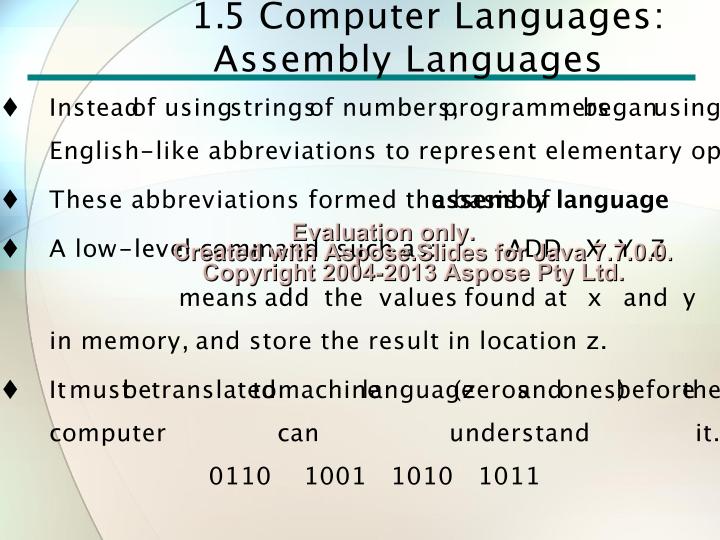 1.5 Computer Languages:
Assembly Languages
♦ Instead of using strings of numbers, programmers began using
English-like abbreviations to represent elementary op
♦ These abbreviations formed the basis of assembly language
♦ A low-level command such as: ADD X Y Z
Evaluation only.
Created with Aspose.Slides for Java 7.7.0.0.
Copyright 2004-2013 Aspose Pty Ltd.
means add the values found at x and y
in memory, and store the result in location z.
♦ It must be translated to machine language (zeros and ones) before the
computer can understand it.
0110 1001 1010 1011